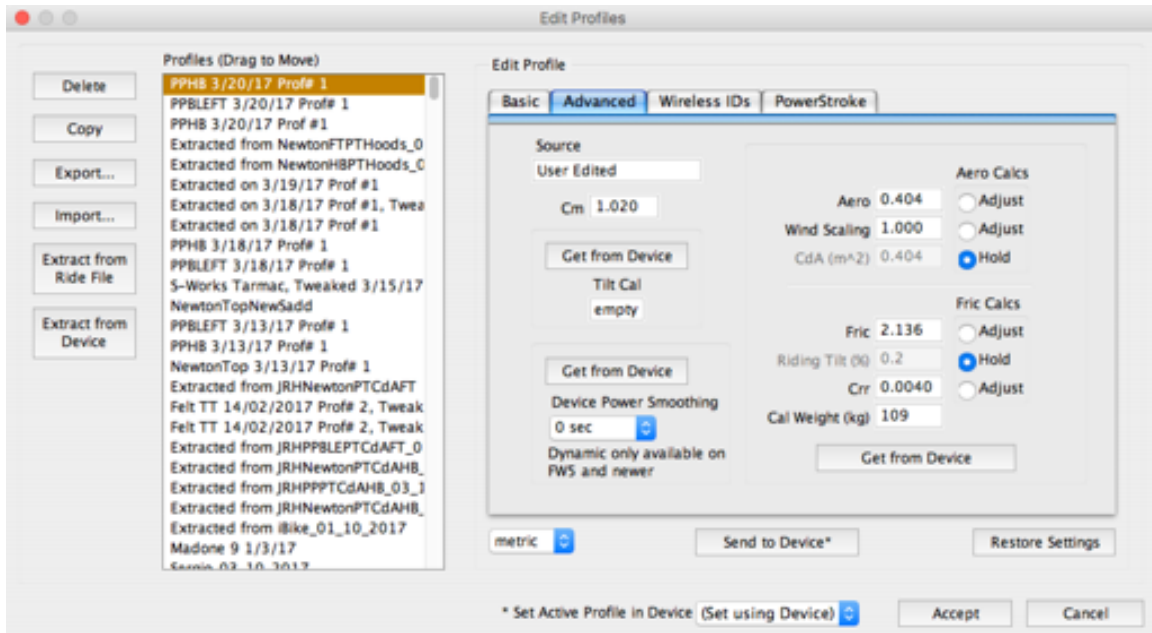 Edit Profiles
Delete
Copy
Export...
Import...
Extract from
Ride File
Extract from
Device
Profiles (Drag to Move)
PPHB 3/20/17 Prof# 1
PPBLEFT 3/20/17 Prof# 1
PPHB 3/20/17 Prof #1
Extracted from NewtonFTPTHoods_0
Extracted from NewtonHBPTHoods_0
Extracted on 3/19/17 Prof #1
Extracted on 3/18/17 Prof #1, Twea
Extracted on 3/18/17 Prof #1
PPHB 3/18/17 Prof# 1
PPBLEFT 3/18/17 Prof# 1
S-Works Tarmac, Tweaked 3/15/17
NewtonTopNewSadd
PPBLEFT 3/13/17 Prof# 1
PPHB 3/13/17 Prof# 1
NewtonTop 3/13/17 Prof# 1
Extracted from JRHNewtonPTCdAFT
Felt TT 14/02/2017 Prof# 2, Tweak
Felt TT 14/02/2017 Prof# 2, Tweak
Extracted from JRHPPBLEPTCdAFT_0
Extracted from JRHNewtonPTCdAHB_
Extracted from JRHPPPTCdAHB_03_1
Extracted from JRHNewtonPTCdAHB_
Extracted from iBike_01_10_2017
Madone 9 1/3/17
Sergio 03_10_2017
Edit Profile
Basic Advanced Wireless IDs PowerStroke
Source
User Edited
Cm 1.020
Get from Device
Tilt Cal
empty
Get from Device
Device Power Smoothing
0 sec
Dynamic only available on
FW5 and newer
Aero Calcs
Aero 0.404 Adjust
Wind Scaling 1.000 Adjust
CdA (m^2) 0.404 Hold
Fric Calcs
Fric 2.136 Adjust
Riding Tilt (%) 0.2 Hold
Crr 0.0040 Adjust
Cal Weight (kg) 109
Get from Device
metric Send to Device* Restore Settings
* Set Active Profile in Device (Set using Device) Accept Cancel